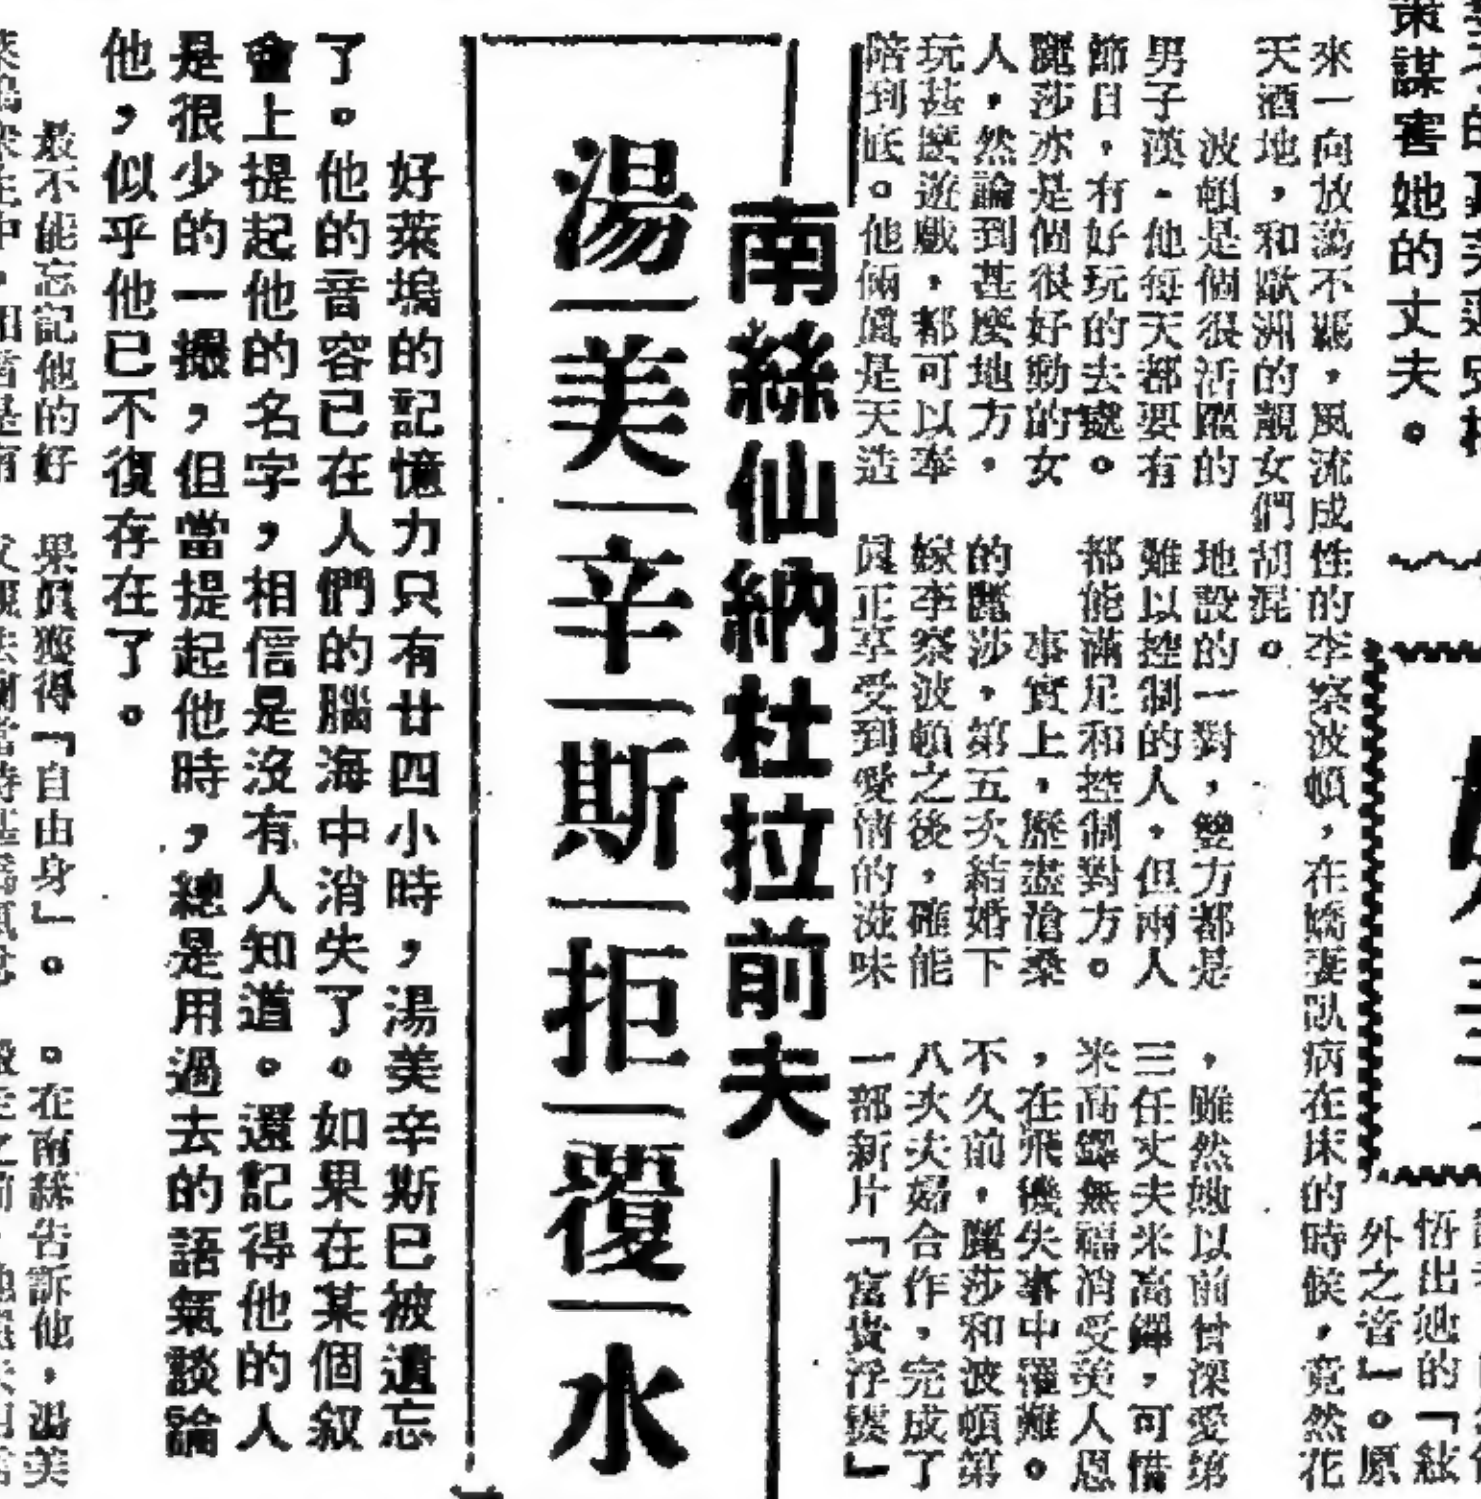 策謀害她的丈夫。
悟出她的「絃
外之音」。原
來一向放蕩不羈，風流成性的李察波頓，在嬌妻臥病在床的時候，竟然花
天酒地，和歐洲的靚女們胡混。
波頓是個很活躍的
男子漢。他每天都要有
節目，有好玩的去處。
麗莎亦是個很好動的女
人，然論到甚麼地方，
玩甚麼遊戲，都可以奉
陪到底。他倆眞是天造
地設的一對，雙方都是
難以控制的人，但兩人
都能滿足和控制對方。
事實上，歷盡滄桑
的麗莎，第五次結婚下
嫁李察波頓之後，確能
眞正享受到愛情的滋味
，雖然她以前曾深愛第
三任丈夫米高鐸，可惜
米高鐸無福消受美人恩
，在飛機失事中罹難。
不久前，麗莎和波頓第
八次夫婦合作，完成了
一部新片「富貴浮雲」
南絲仙納杜拉前夫
湯美辛斯拒覆水
好萊塢的記憶力只有廿四小時，湯美辛斯已被遺忘
了。他的音容已在人們的腦海中消失了。如果在某個叙
會上提起他的名字，相信是沒有人知道。還記得他的人
是很少的一撮，但當提起他時，總是用過去的語氣談論
他，似乎他已不復存在了。
最不能忘記他的好
果眞獲得「自由身」。
。在南絲告訴他，湯美